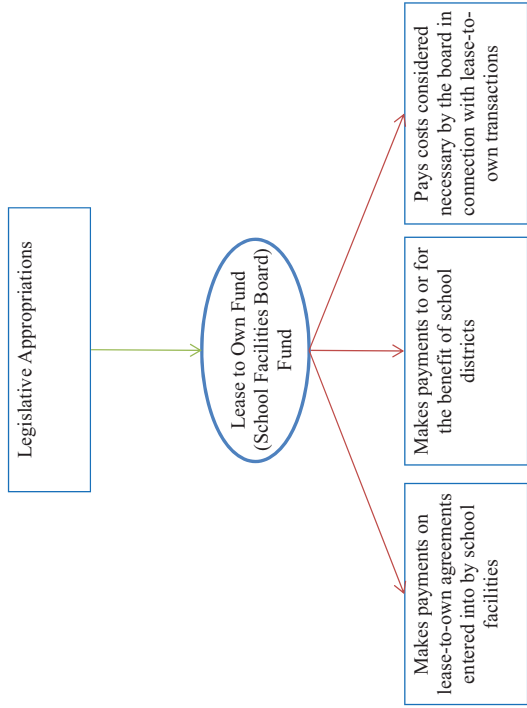 Legislative Appropriations
Lease to Own Fund
(School Facilities Board)
Fund
Makes payments on
lease-to-own agreements
entered into by school
facilities
Makes payments to or for
the benefit of school
districts
Pays costs considered
necessary by the board in
connection with lease-to-
own transactions